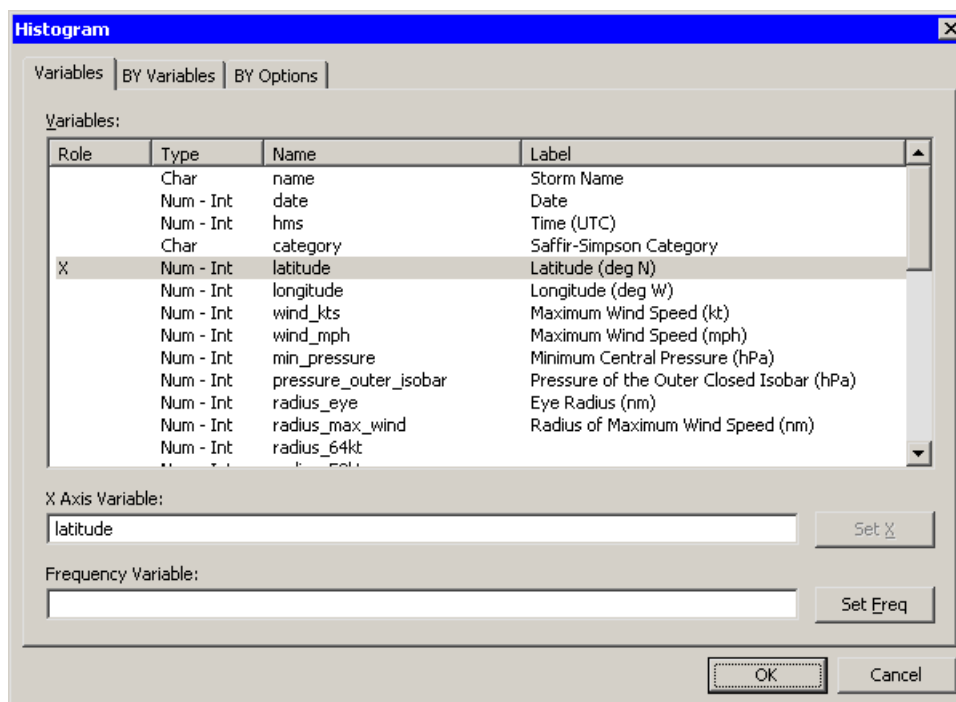 Histogram
Variables BY Variables BY Options
Variables:
Role Type Name Label
Char name Storm Name
Num - Int date Date
Num - Int hms Time (UTC)
Char category Saffir-Simpson Category
X Num - Int latitude Latitude (deg N)
Num - Int longitude Longitude (deg W)
Num - Int wind_kts Maximum Wind Speed (kt)
Num - Int wind_mph Maximum Wind Speed (mph)
Num - Int min_pressure Minimum Central Pressure (hPa)
Num - Int pressure_outer_isobar Pressure of the Outer Closed Isobar (hPa)
Num - Int radius_eye Eye Radius (nm)
Num - Int radius_max_wind Radius of Maximum Wind Speed (nm)
Num - Int radius_64kt
X Axis Variable:
latitude Set X
Frequency Variable:
Set Freq
OK Cancel